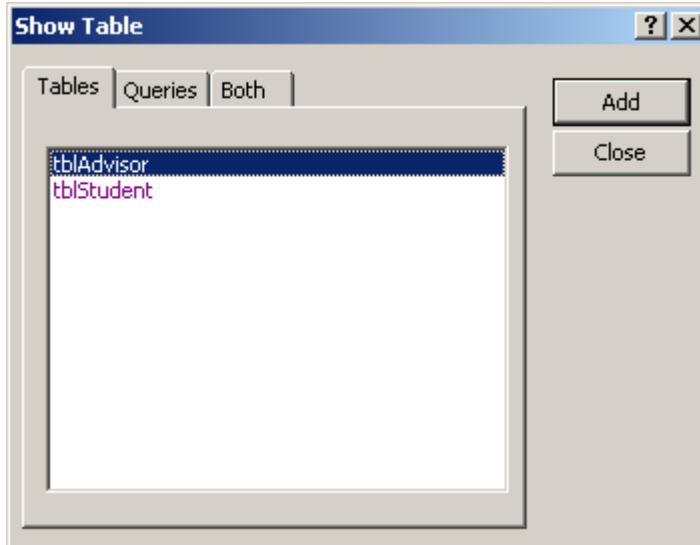 Show Table
Tables Queries Both
Add
Close
tblAdvisor
tblStudent